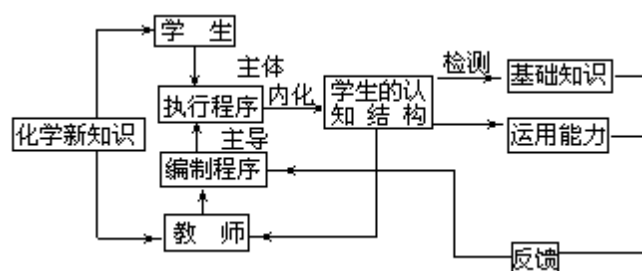 学 生
主体
检测
基础知识
执行程序
内化
学生的认
知 结 构
化学新知识
主导
运用能力
编制程序
教 师
反馈